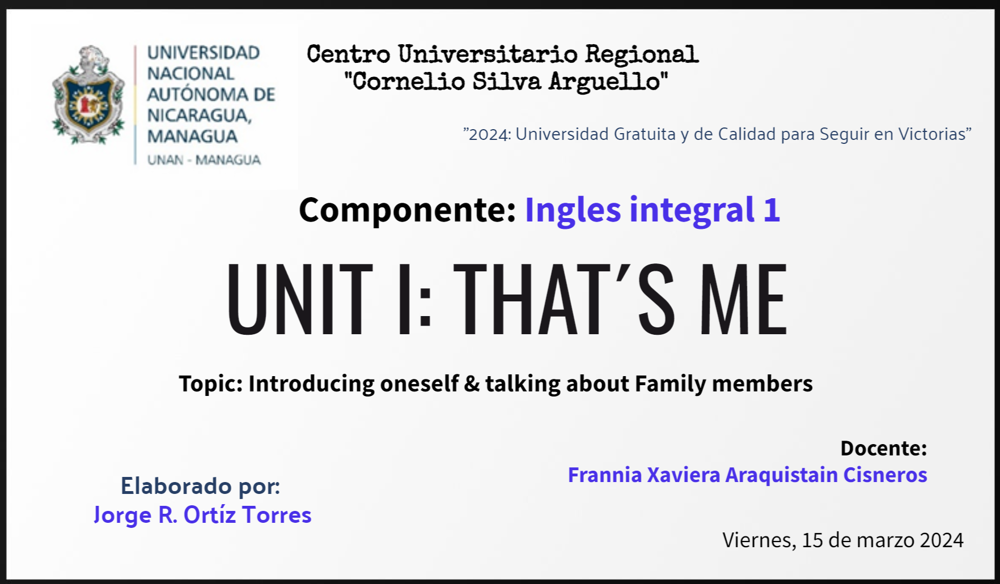 UNIVERSIDAD
NACIONAL
AUTÓNOMA DE
NICARAGUA,
MANAGUA
UNAN - MANAGUA
Centro Universitario Regional
"Cornelio Silva Arguello"
"2024: Universidad Gratuita y de Calidad para Seguir en Victorias"
Componente: Ingles integral 1
UNIT I: THAT´S ME
Topic: Introducing oneself & talking about Family members
Docente:
Frannia Xaviera Araquistain Cisneros
Elaborado por:
Jorge R. Ortíz Torres
Viernes, 15 de marzo 2024